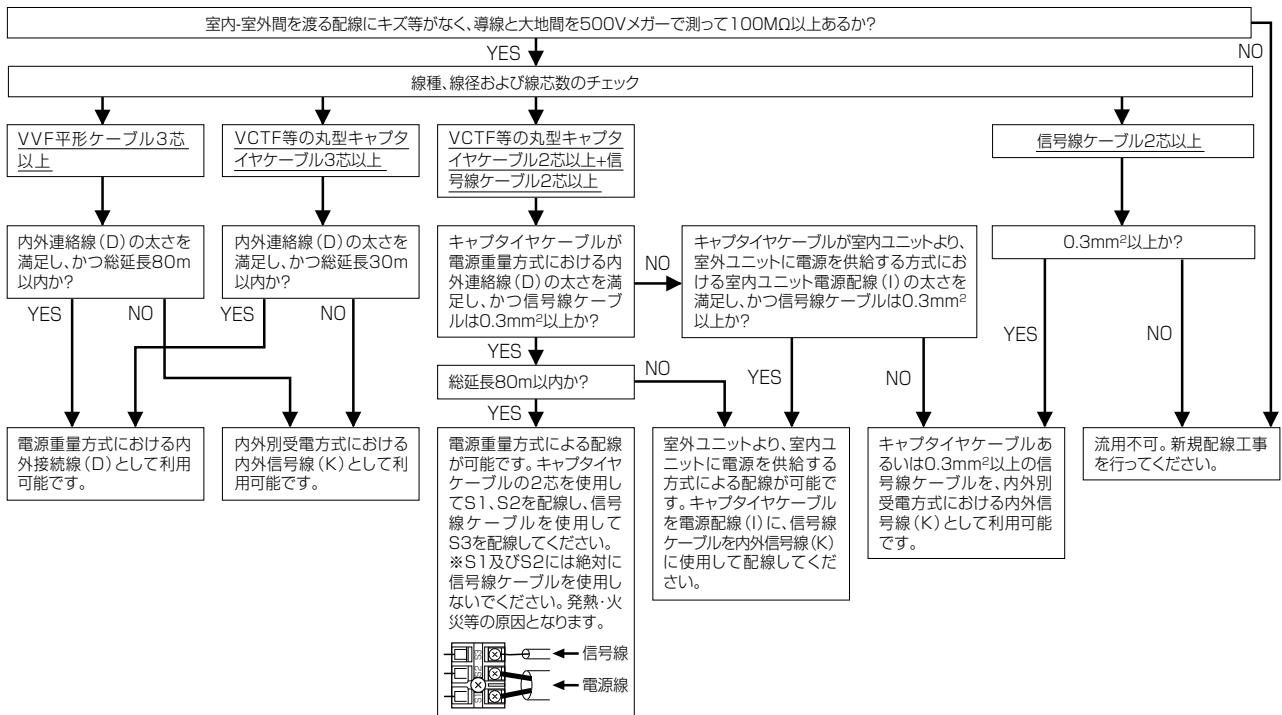 室内-室外間を渡る配線にキズ等がなく、導線と大地間を500Vメガーで測って100MΩ以上あるか?
YES
NO
線種、線径および線芯数のチェック
VVF平形ケーブル3芯
以上
VCTF等の丸型キャプタ
イヤケーブル3芯以上
VCTF等の丸型キャプタ
イヤケーブル2芯以上+信
号線ケーブル2芯以上
信号線ケーブル2芯以上
内外連絡線(D)の太さを
満足し、かつ総延長80m
以内か?
内外連絡線(D)の太さを
満足し、かつ総延長30m
以内か?
キャプタイヤケーブルが
電源重量方式における内
外連絡線(D)の太さを満
足し、かつ信号線ケーブ
ルは0.3mm²以上か?
NO
キャプタイヤケーブルが室内ユニットより、
室外ユニットに電源を供給する方式にお
ける室内ユニット電源配線(I)の太さを
満足し、かつ信号線ケーブルは0.3mm²
以上か?
0.3mm²以上か?
YES
NO
YES
NO
YES
総延長80m以内か?
NO
YES
YES
NO
YES
NO
電源重量方式における内
外接続線(D)として利用
可能です。
内外別受電方式における
内外信号線(K)として利
用可能です。
電源重量方式による配線
が可能です。キャプタイヤ
ケーブルの2芯を使用し
てS1、S2を配線し、信号
線ケーブルを使用して
S3を配線してください。
※S1及びS2には絶対に
信号線ケーブルを使用し
ないでください。発熱・火
災等の原因となります。
S3
S2
S1
信号線
電源線
室外ユニットより、室内ユ
ニットに電源を供給する
方式による配線が可能で
す。キャプタイヤケーブル
を電源配線(I)に、信号線
ケーブルを内外信号線(K)
に使用して配線してくだ
さい。
キャプタイヤケーブルあ
るいは0.3mm²以上の信
号線ケーブルを、内外別
受電方式における内外信
号線(K)として利用可能
です。
流用不可。新規配線工事
を行ってください。